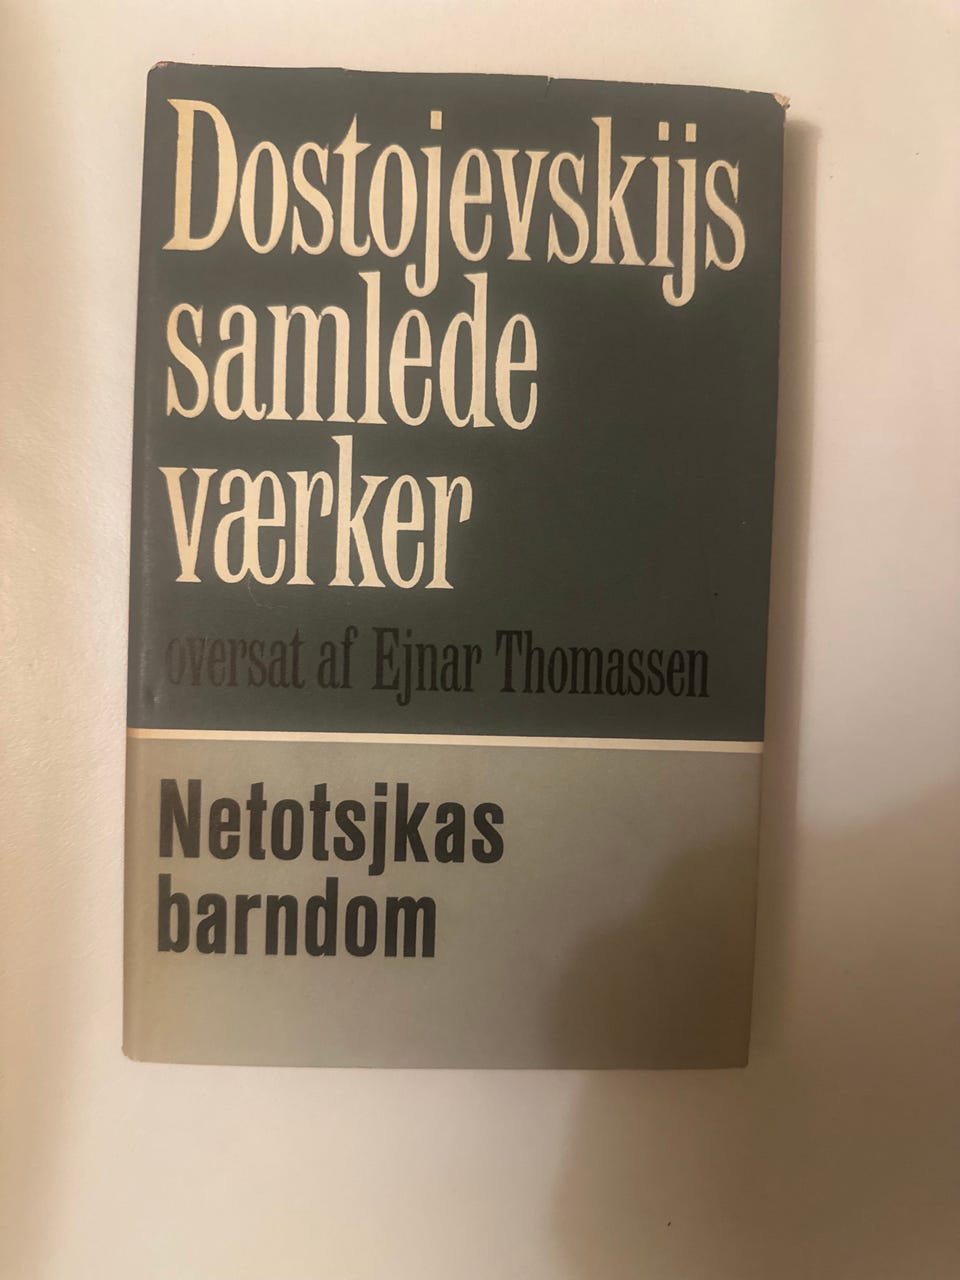 Dostojevskijs
samlede
værker
oversat af Ejnar Thomassen
Netotsjkas
barndom